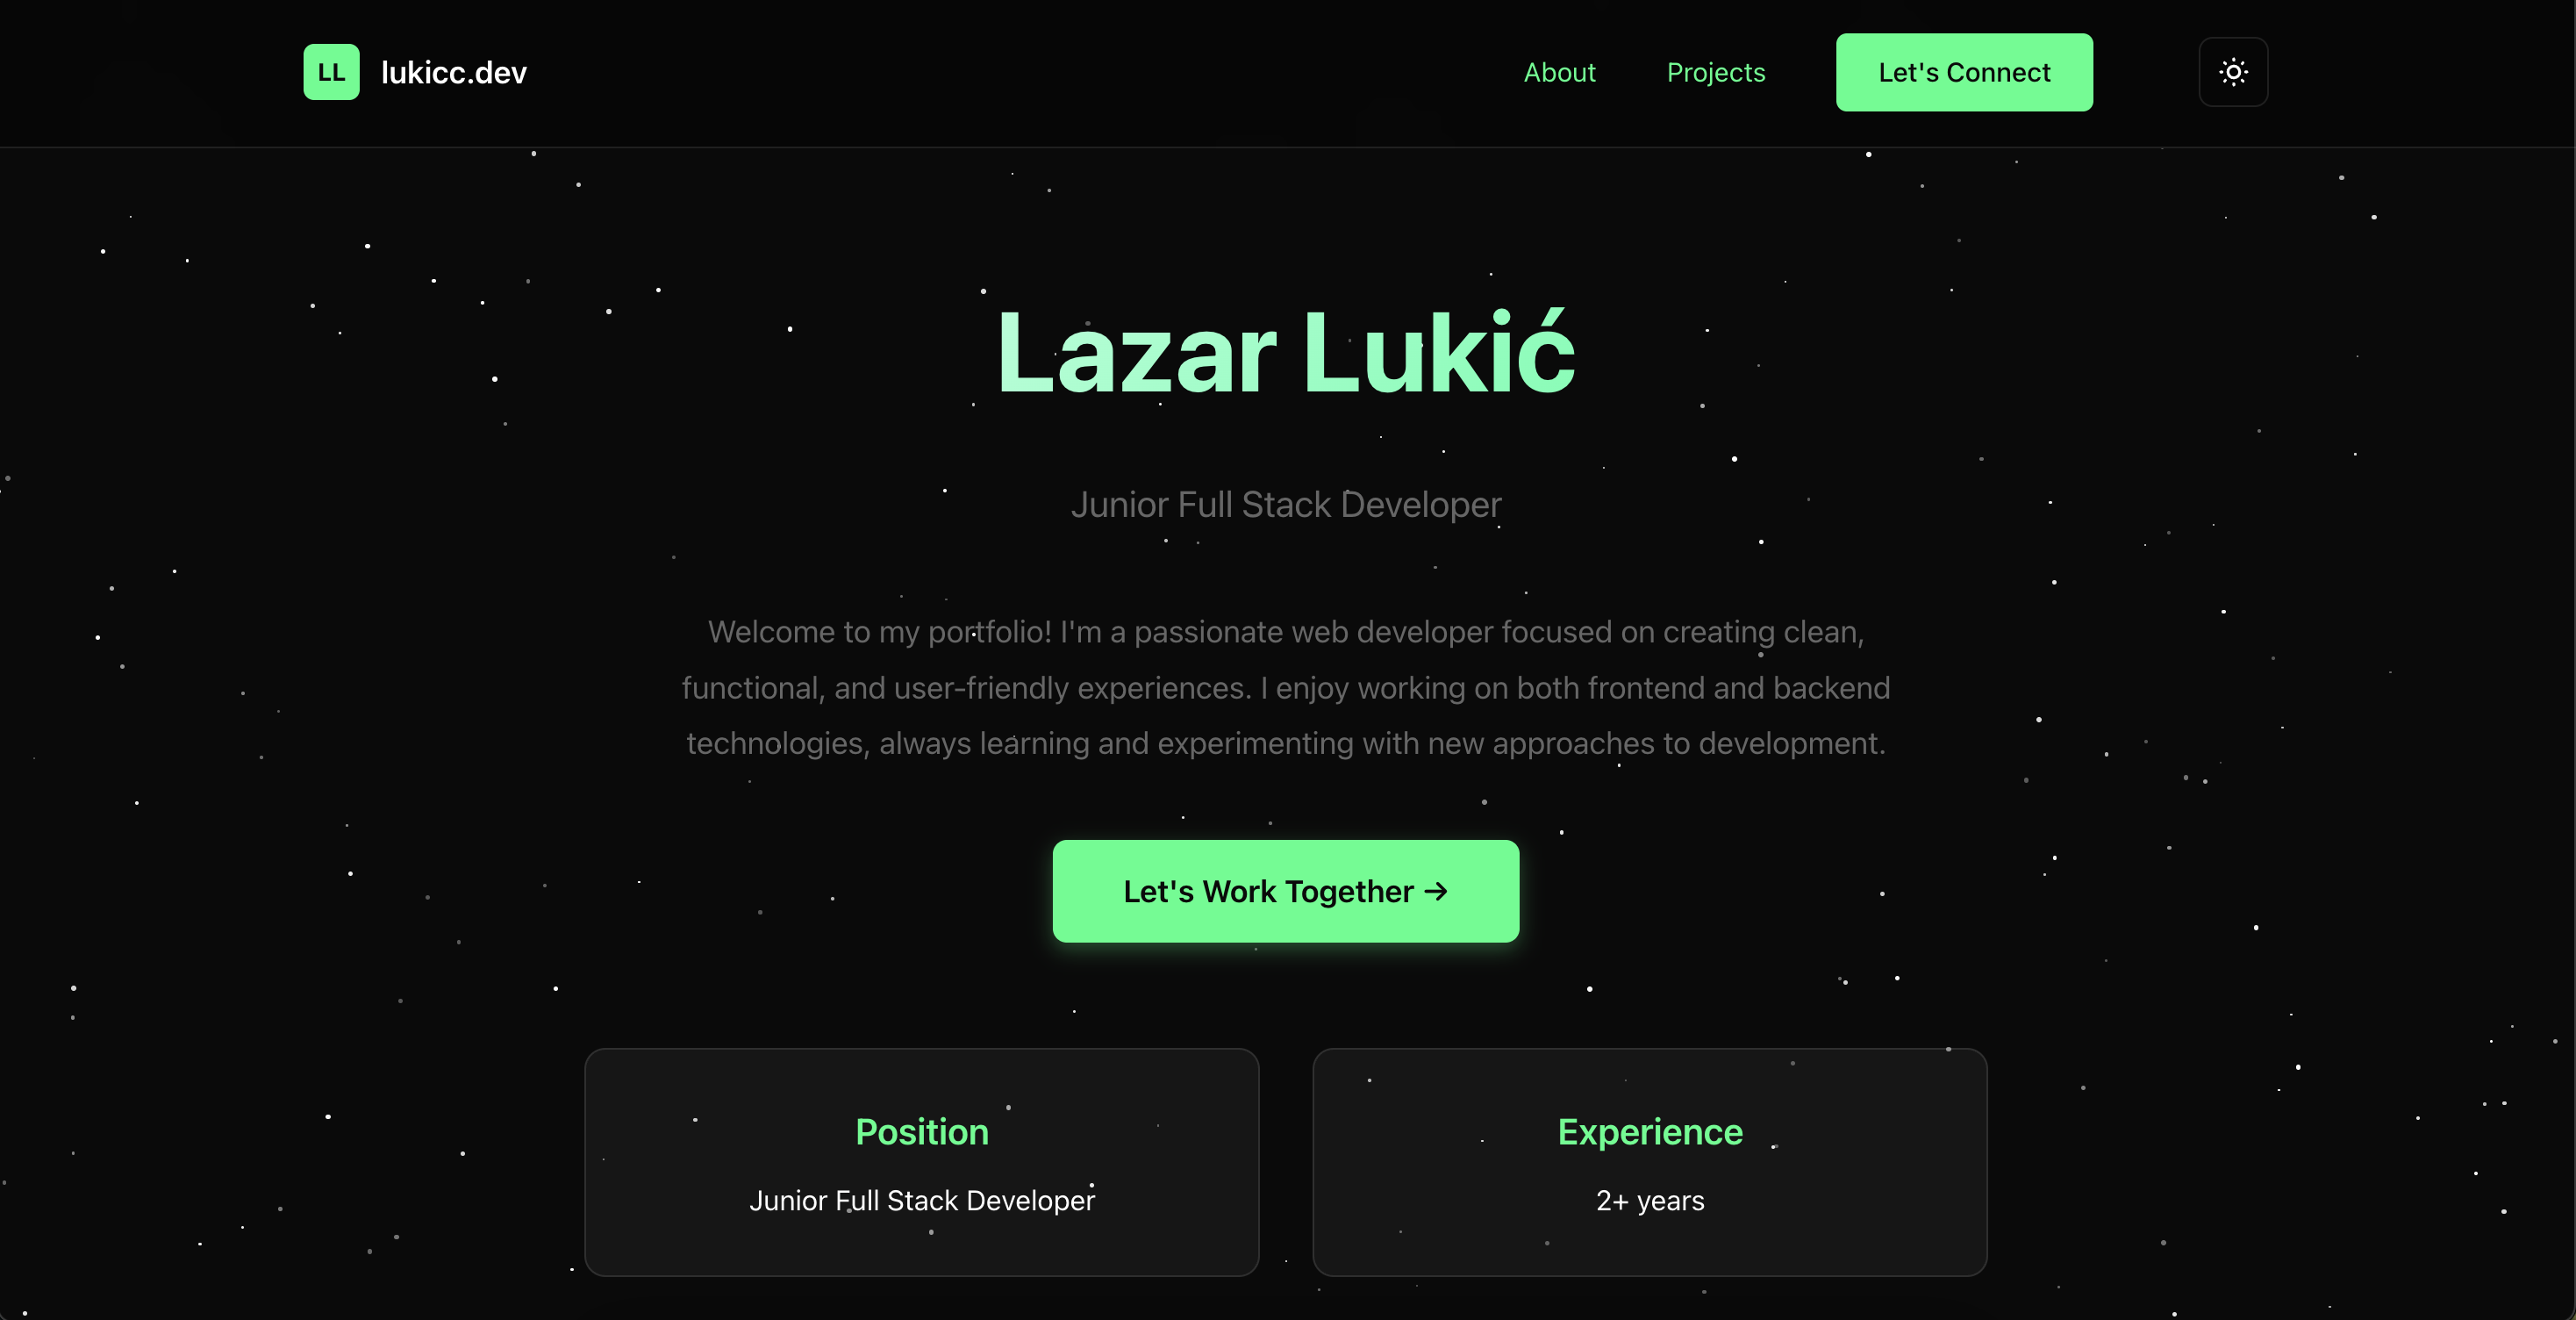 LL lukicc.dev About Projects Let's Connect
Lazar Lukić
Junior Full Stack Developer
Welcome to my portfolio! I'm a passionate web developer focused on creating clean,
functional, and user-friendly experiences. I enjoy working on both frontend and backend
technologies, always learning and experimenting with new approaches to development.
Let's Work Together →
Position
Junior Full Stack Developer
Experience
2+ years